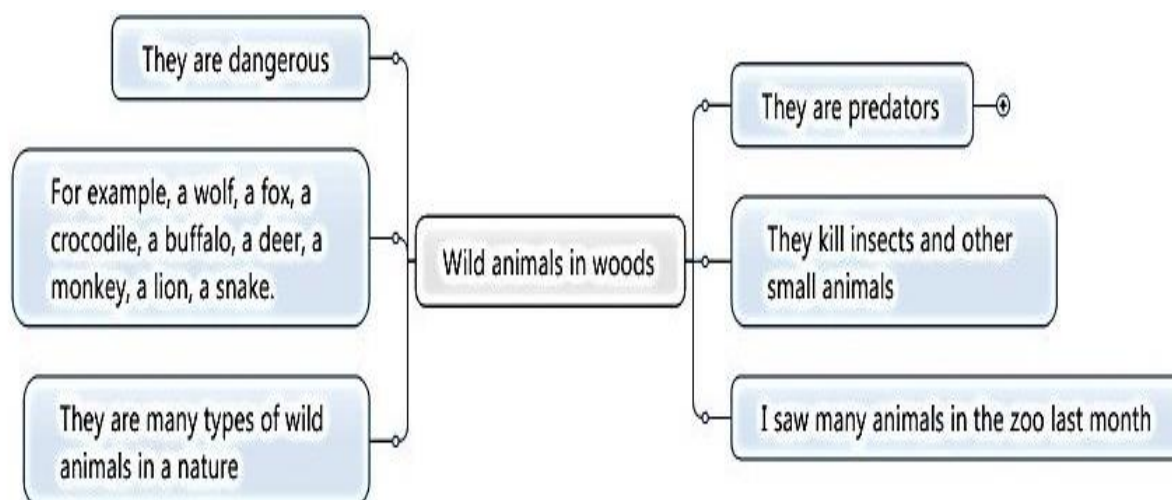 They are dangerous
For example, a wolf, a fox, a
crocodile, a buffalo, a deer, a
monkey, a lion, a snake.
They are many types of wild
animals in a nature
Wild animals in woods
They are predators
They kill insects and other
small animals
I saw many animals in the zoo last month